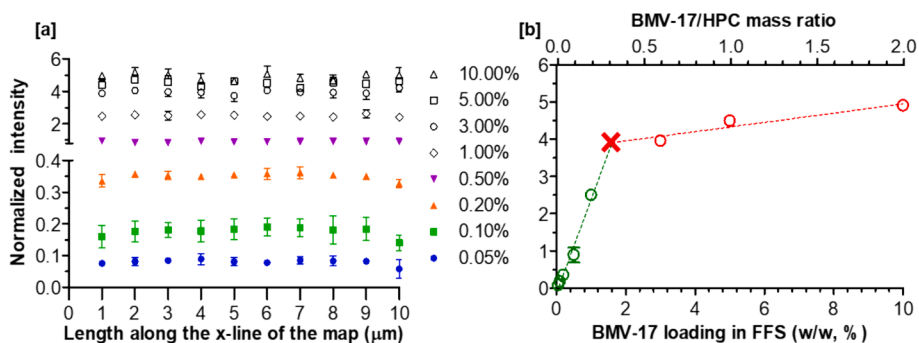 [a]
Normalized intensity
6
4
2
0.4
0.3
0.2
0.1
0.0
0 1 2 3 4 5 6 7 8 9 10
Length along the x-line of the map (μm)
10.00%
5.00%
3.00%
1.00%
0.50%
0.20%
0.10%
0.05%
[b]
BMV-17/HPC mass ratio
0.0 0.5 1.0 1.5 2.0
5
4
3
2
1
0
0 2 4 6 8 10
BMV-17 loading in FFS (w/w, %)